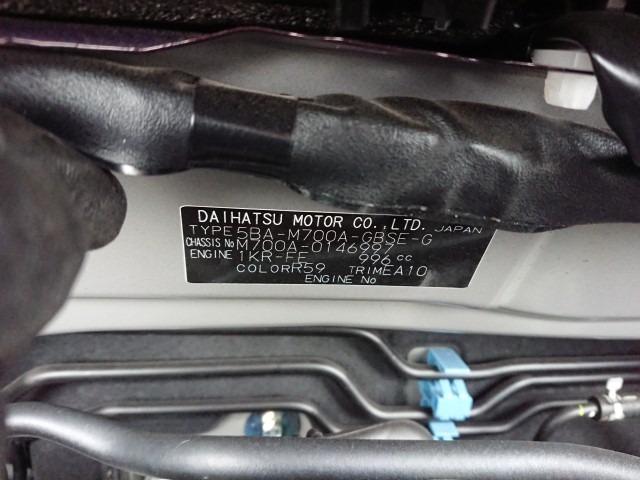 DAIHATSU MOTOR CO.,LTD. JAPAN
TYPE 5BA-M700A-GBSE-G
CHASSIS No M700A-0146997
ENGINE 1KR-FE 996 cc
COLOR R59 TRIM EA10
ENGINE No